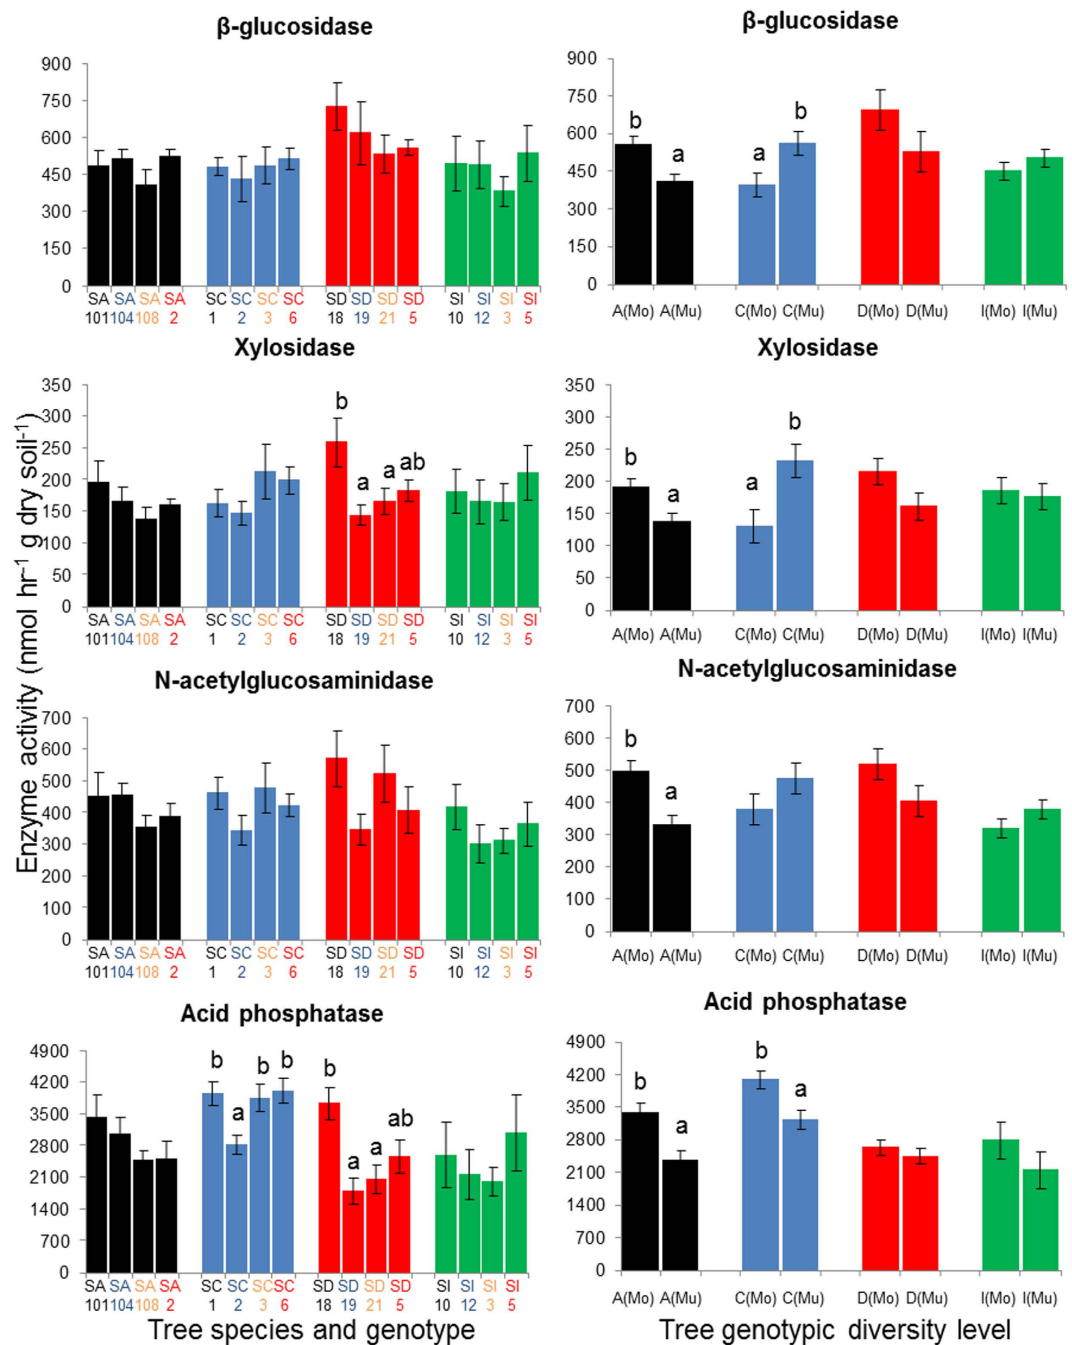 β-glucosidase
900
750
600
450
300
150
0
SA SA SA SA SC SC SC SC SD SD SD SD SI SI SI SI
101 104 108 2 1 2 3 6 18 19 21 5 10 12 3 5
β-glucosidase
900
750
600
450
300
150
0
b a a b
A(Mo) A(Mu) C(Mo) C(Mu) D(Mo) D(Mu) I(Mo) I(Mu)
Xylosidase
350
300
250
200
150
100
50
0
b a a ab
SA SA SA SA SC SC SC SC SD SD SD SD SI SI SI SI
101 104 108 2 1 2 3 6 18 19 21 5 10 12 3 5
Xylosidase
350
300
250
200
150
100
50
0
b a a b
A(Mo) A(Mu) C(Mo) C(Mu) D(Mo) D(Mu) I(Mo) I(Mu)
Enzyme activity (nmol hr-1 g dry soil-1)
N-acetylglucosaminidase
700
600
500
400
300
200
100
0
SA SA SA SA SC SC SC SC SD SD SD SD SI SI SI SI
101 104 108 2 1 2 3 6 18 19 21 5 10 12 3 5
N-acetylglucosaminidase
700
600
500
400
300
200
100
0
b a
A(Mo) A(Mu) C(Mo) C(Mu) D(Mo) D(Mu) I(Mo) I(Mu)
Acid phosphatase
4900
4200
3500
2800
2100
1400
700
0
b a b b b a a ab
SA SA SA SA SC SC SC SC SD SD SD SD SI SI SI SI
101 104 108 2 1 2 3 6 18 19 21 5 10 12 3 5
Tree species and genotype
Acid phosphatase
4900
4200
3500
2800
2100
1400
700
0
b a b a
A(Mo) A(Mu) C(Mo) C(Mu) D(Mo) D(Mu) I(Mo) I(Mu)
Tree genotypic diversity level